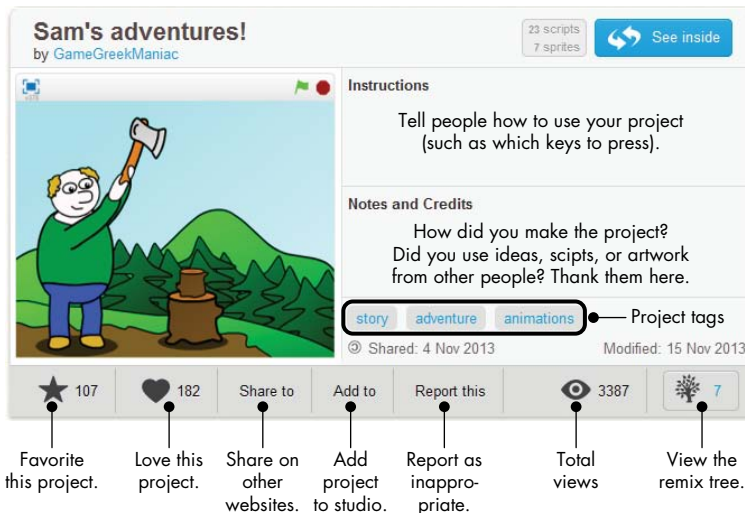 Sam's adventures!
by GameGreekManiac
23 scripts
7 sprites
See inside
Instructions
Tell people how to use your project
(such as which keys to press).
Notes and Credits
How did you make the project?
Did you use ideas, scipts, or artwork
from other people? Thank them here.
story adventure animations
Project tags
Shared: 4 Nov 2013 Modified: 15 Nov 2013
107 182 Share to Add to Report this 3387 7
Favorite
this project.
Love this
project.
Share on
other
websites.
Add
project
to studio.
Report as
inappro-
priate.
Total
views
View the
remix tree.